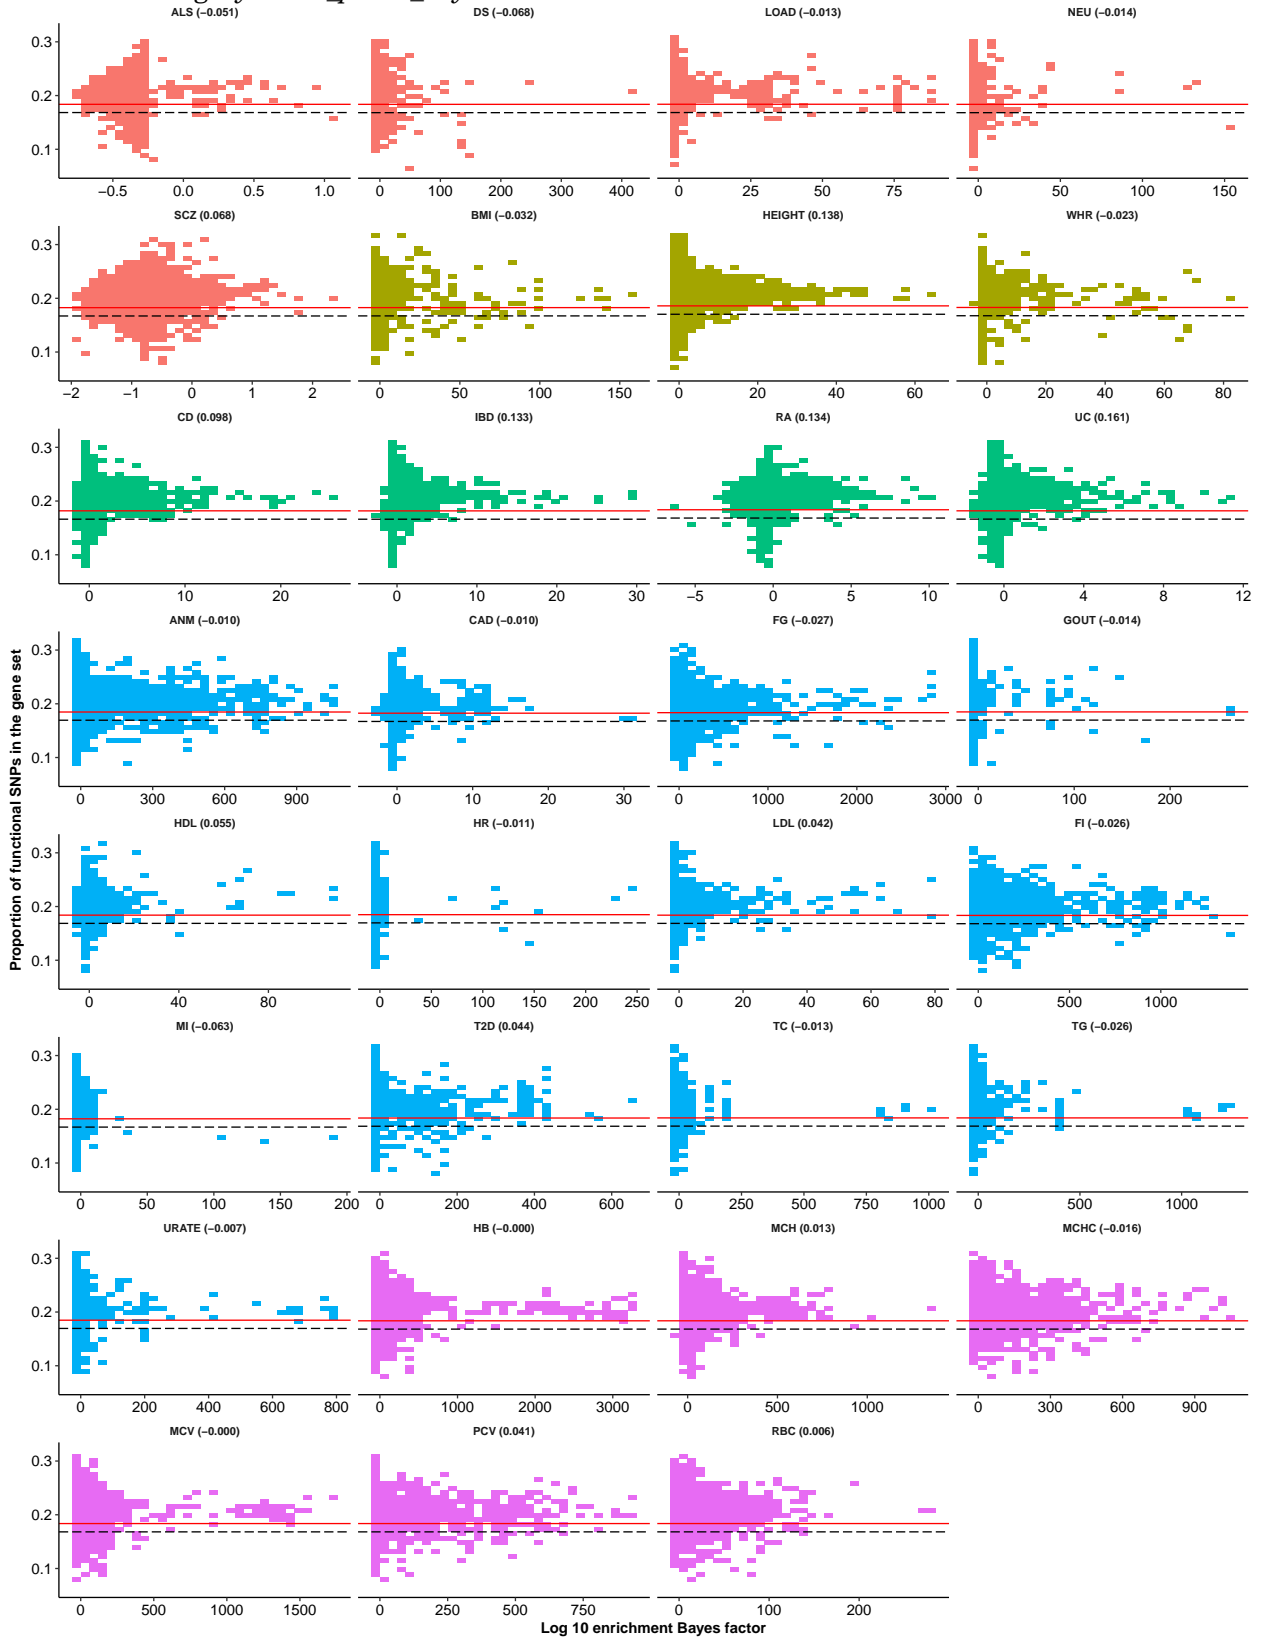 ALS (−0.051) DS (−0.068) LOAD (−0.013) NEU (−0.014)
0.3
0.2
0.1
−0.5 0.0 0.5 1.0 0 100 200 300 400 0 25 50 75 0 50 100 150
SCZ (0.068) BMI (−0.032) HEIGHT (0.138) WHR (−0.023)
0.3
0.2
0.1
−2 −1 0 1 2 0 50 100 150 0 20 40 60 0 20 40 60 80
CD (0.098) IBD (0.133) RA (0.134) UC (0.161)
0.3
0.2
0.1
0 10 20 0 10 20 30 −5 0 5 10 0 4 8 12
ANM (−0.010) CAD (−0.010) FG (−0.027) GOUT (−0.014)
0.3
0.2
0.1
0 300 600 900 0 10 20 30 0 1000 2000 3000 0 100 200
Proportion of functional SNPs in the gene set
HDL (0.055) HR (−0.011) LDL (0.042) FI (−0.026)
0.3
0.2
0.1
0 40 80 0 50 100 150 200 250 0 20 40 60 80 0 500 1000
MI (−0.063) T2D (0.044) TC (−0.013) TG (−0.026)
0.3
0.2
0.1
0 50 100 150 200 0 200 400 600 0 250 500 750 1000 0 500 1000
URATE (−0.007) HB (−0.000) MCH (0.013) MCHC (−0.016)
0.3
0.2
0.1
0 200 400 600 800 0 1000 2000 3000 0 500 1000 0 300 600 900
MCV (−0.000) PCV (0.041) RBC (0.006)
0.3
0.2
0.1
0 500 1000 1500 0 250 500 750 0 100 200
Log 10 enrichment Bayes factor